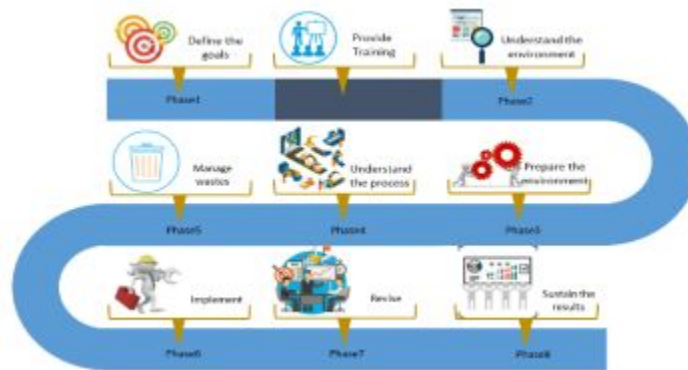 Define the
goals
Provide
Training
Understand the
environment
Phase1
Phase2
Manage
wastes
Understand
the process
Prepare the
environment
Phase5
Phase4
Phase3
Implement
Revise
Sustain the
results
Phase6
Phase7
Phase8